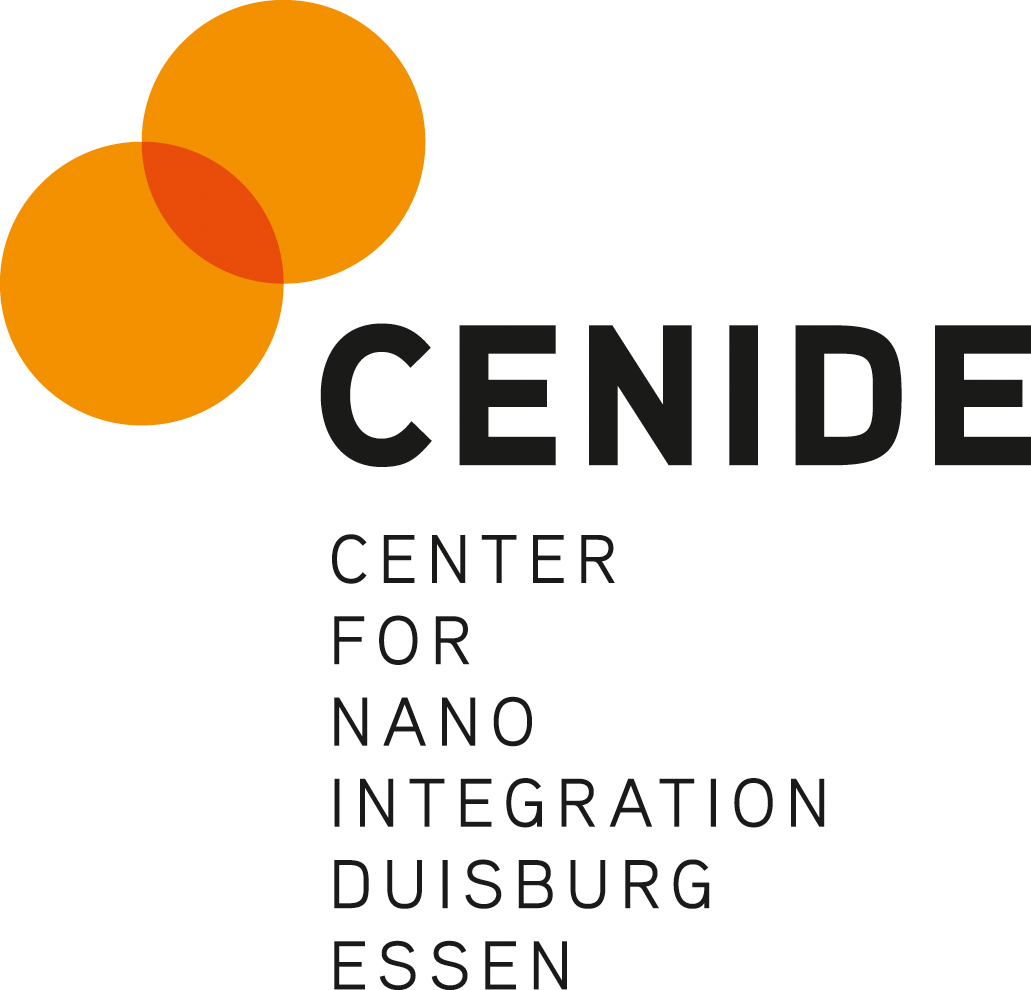 CENIDE
CENTER
FOR
NANO
INTEGRATION
DUISBURG
ESSEN